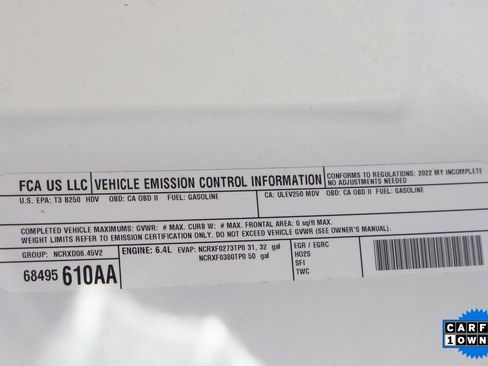 FCA US LLC VEHICLE EMISSION CONTROL INFORMATION CONFORMS TO REGULATIONS: 2022 MY INCOMPLETE
NO ADJUSTMENTS NEEDED
U.S. EPA: T3 B250 HDV OBD: CA OBD II FUEL: GASOLINE CA: ULEV250 MDV OBD: CA OBD II FUEL: GASOLINE
COMPLETED VEHICLE MAXIMUMS: GVWR: # MAX. CURB W: # MAX. FRONTAL AREA: 0 sq/ft MAX.
WEIGHT LIMITS REFER TO EMISSION CERTIFICATION ONLY. DO NOT EXCEED VEHICLE GVWR (SEE OWNER'S MANUAL).
GROUP: NCRXD06.45V2 ENGINE: 6.4L EVAP: NCRXF0273TP0 31, 32 gal EGR / EGRC
NCRXF0380TP0 50 gal HO2S
68495 610AA SFI
TWC
CARF
1 OWN